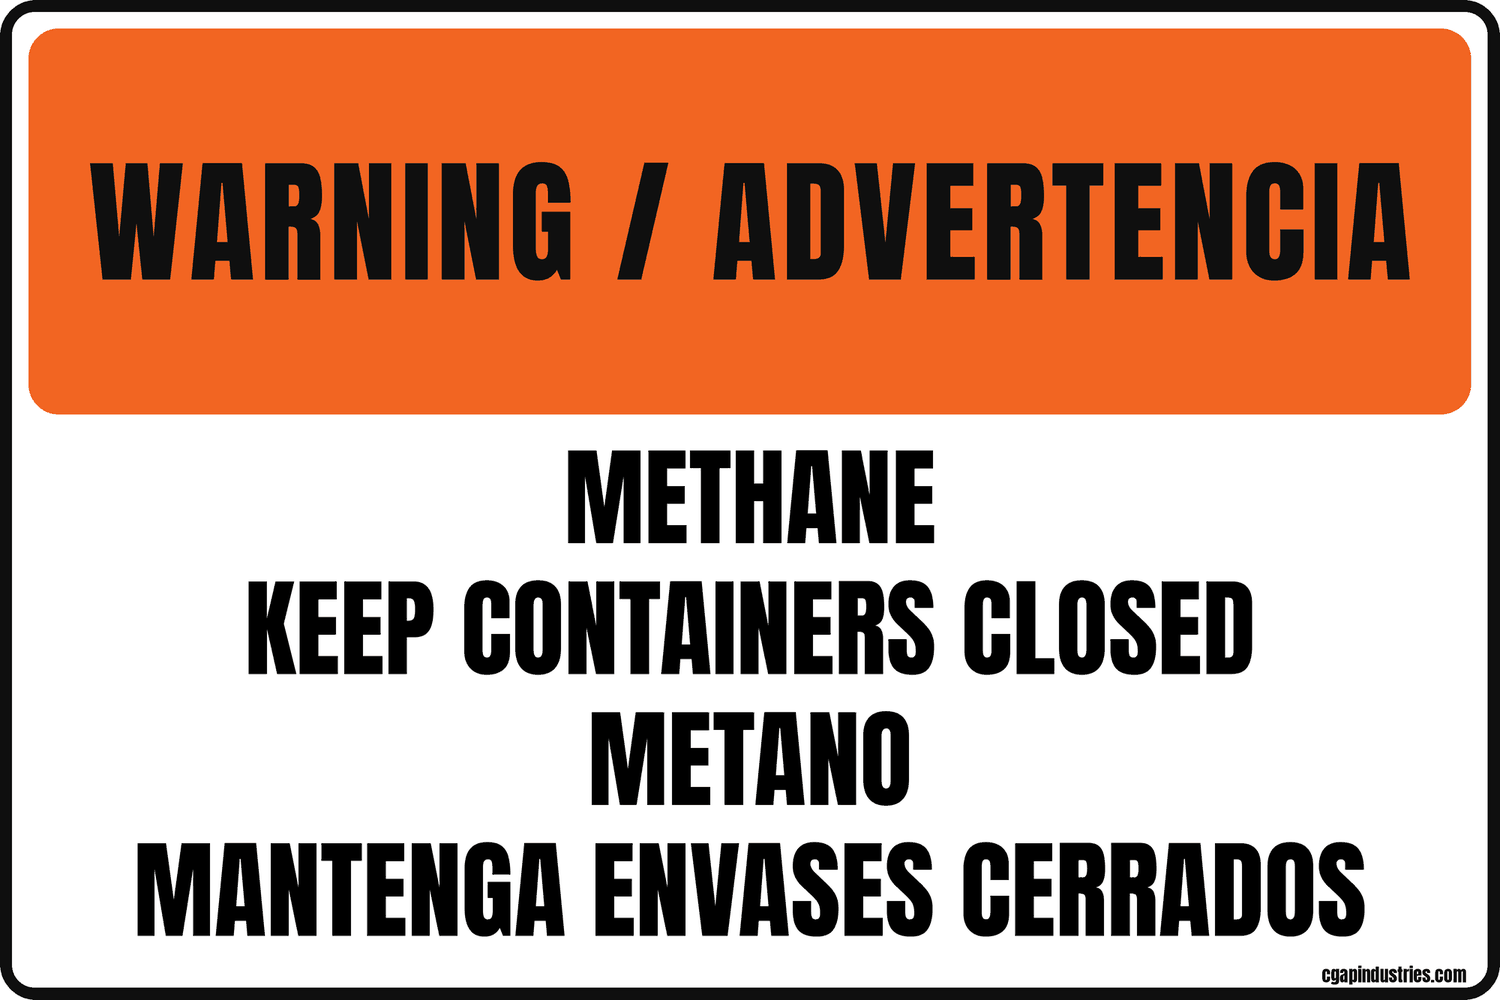 WARNING / ADVERTENCIA
METHANE
KEEP CONTAINERS CLOSED
METANO
MANTENGA ENVASES CERRADOS
cgapindustries.com